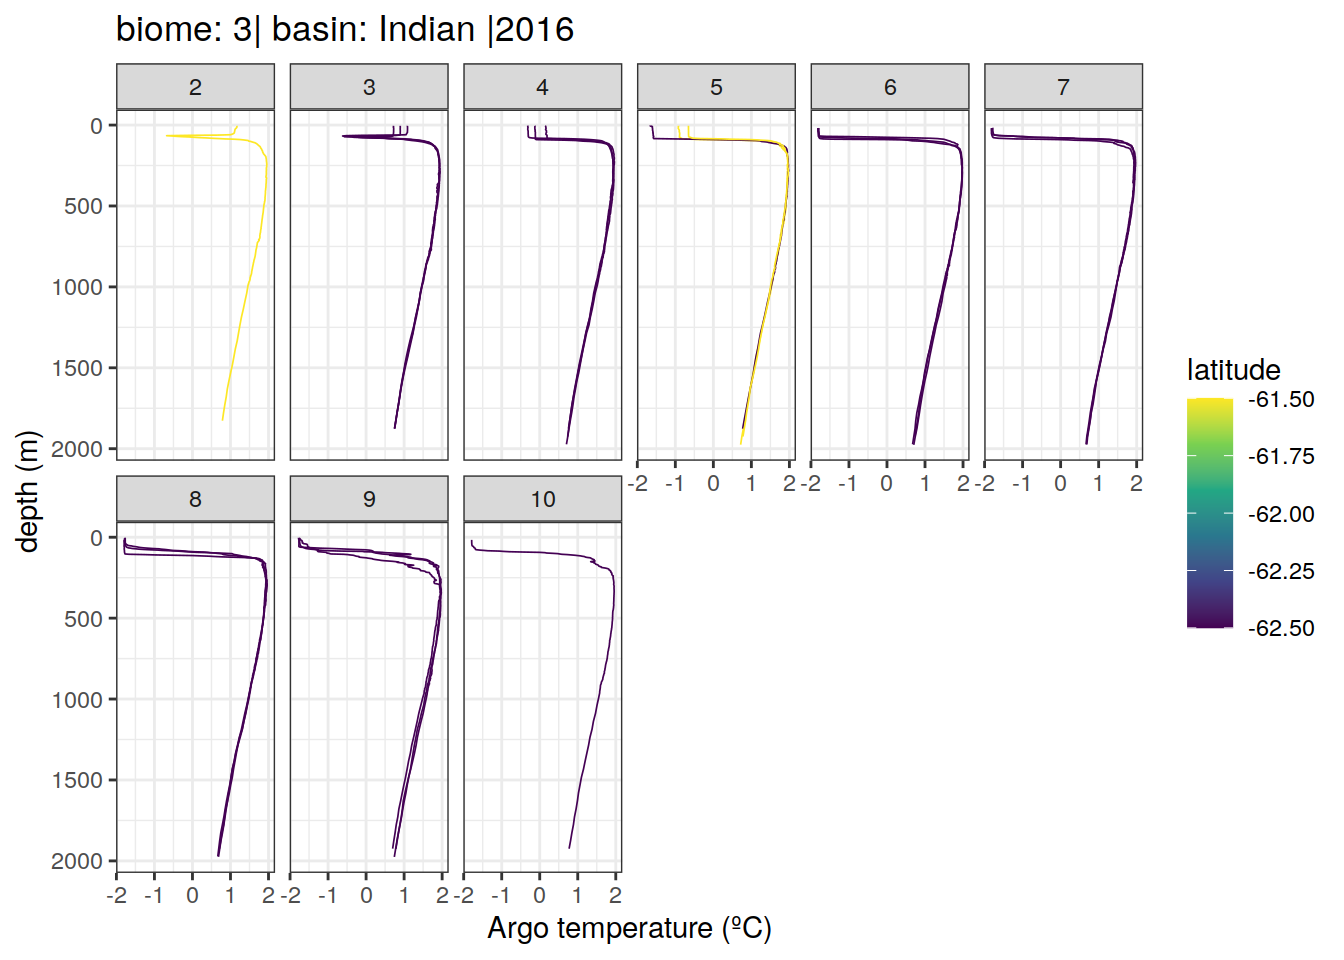 biome: 3| basin: Indian |2016
2 3 4 5 6 7
0
500
1000
1500
2000
-2 -1 0 1 2 -2 -1 0 1 2 -2 -1 0 1 2
8 9 10
0
500
1000
1500
2000
-2 -1 0 1 2 -2 -1 0 1 2 -2 -1 0 1 2
Argo temperature (ºC)
depth (m)
latitude
-61.50
-61.75
-62.00
-62.25
-62.50